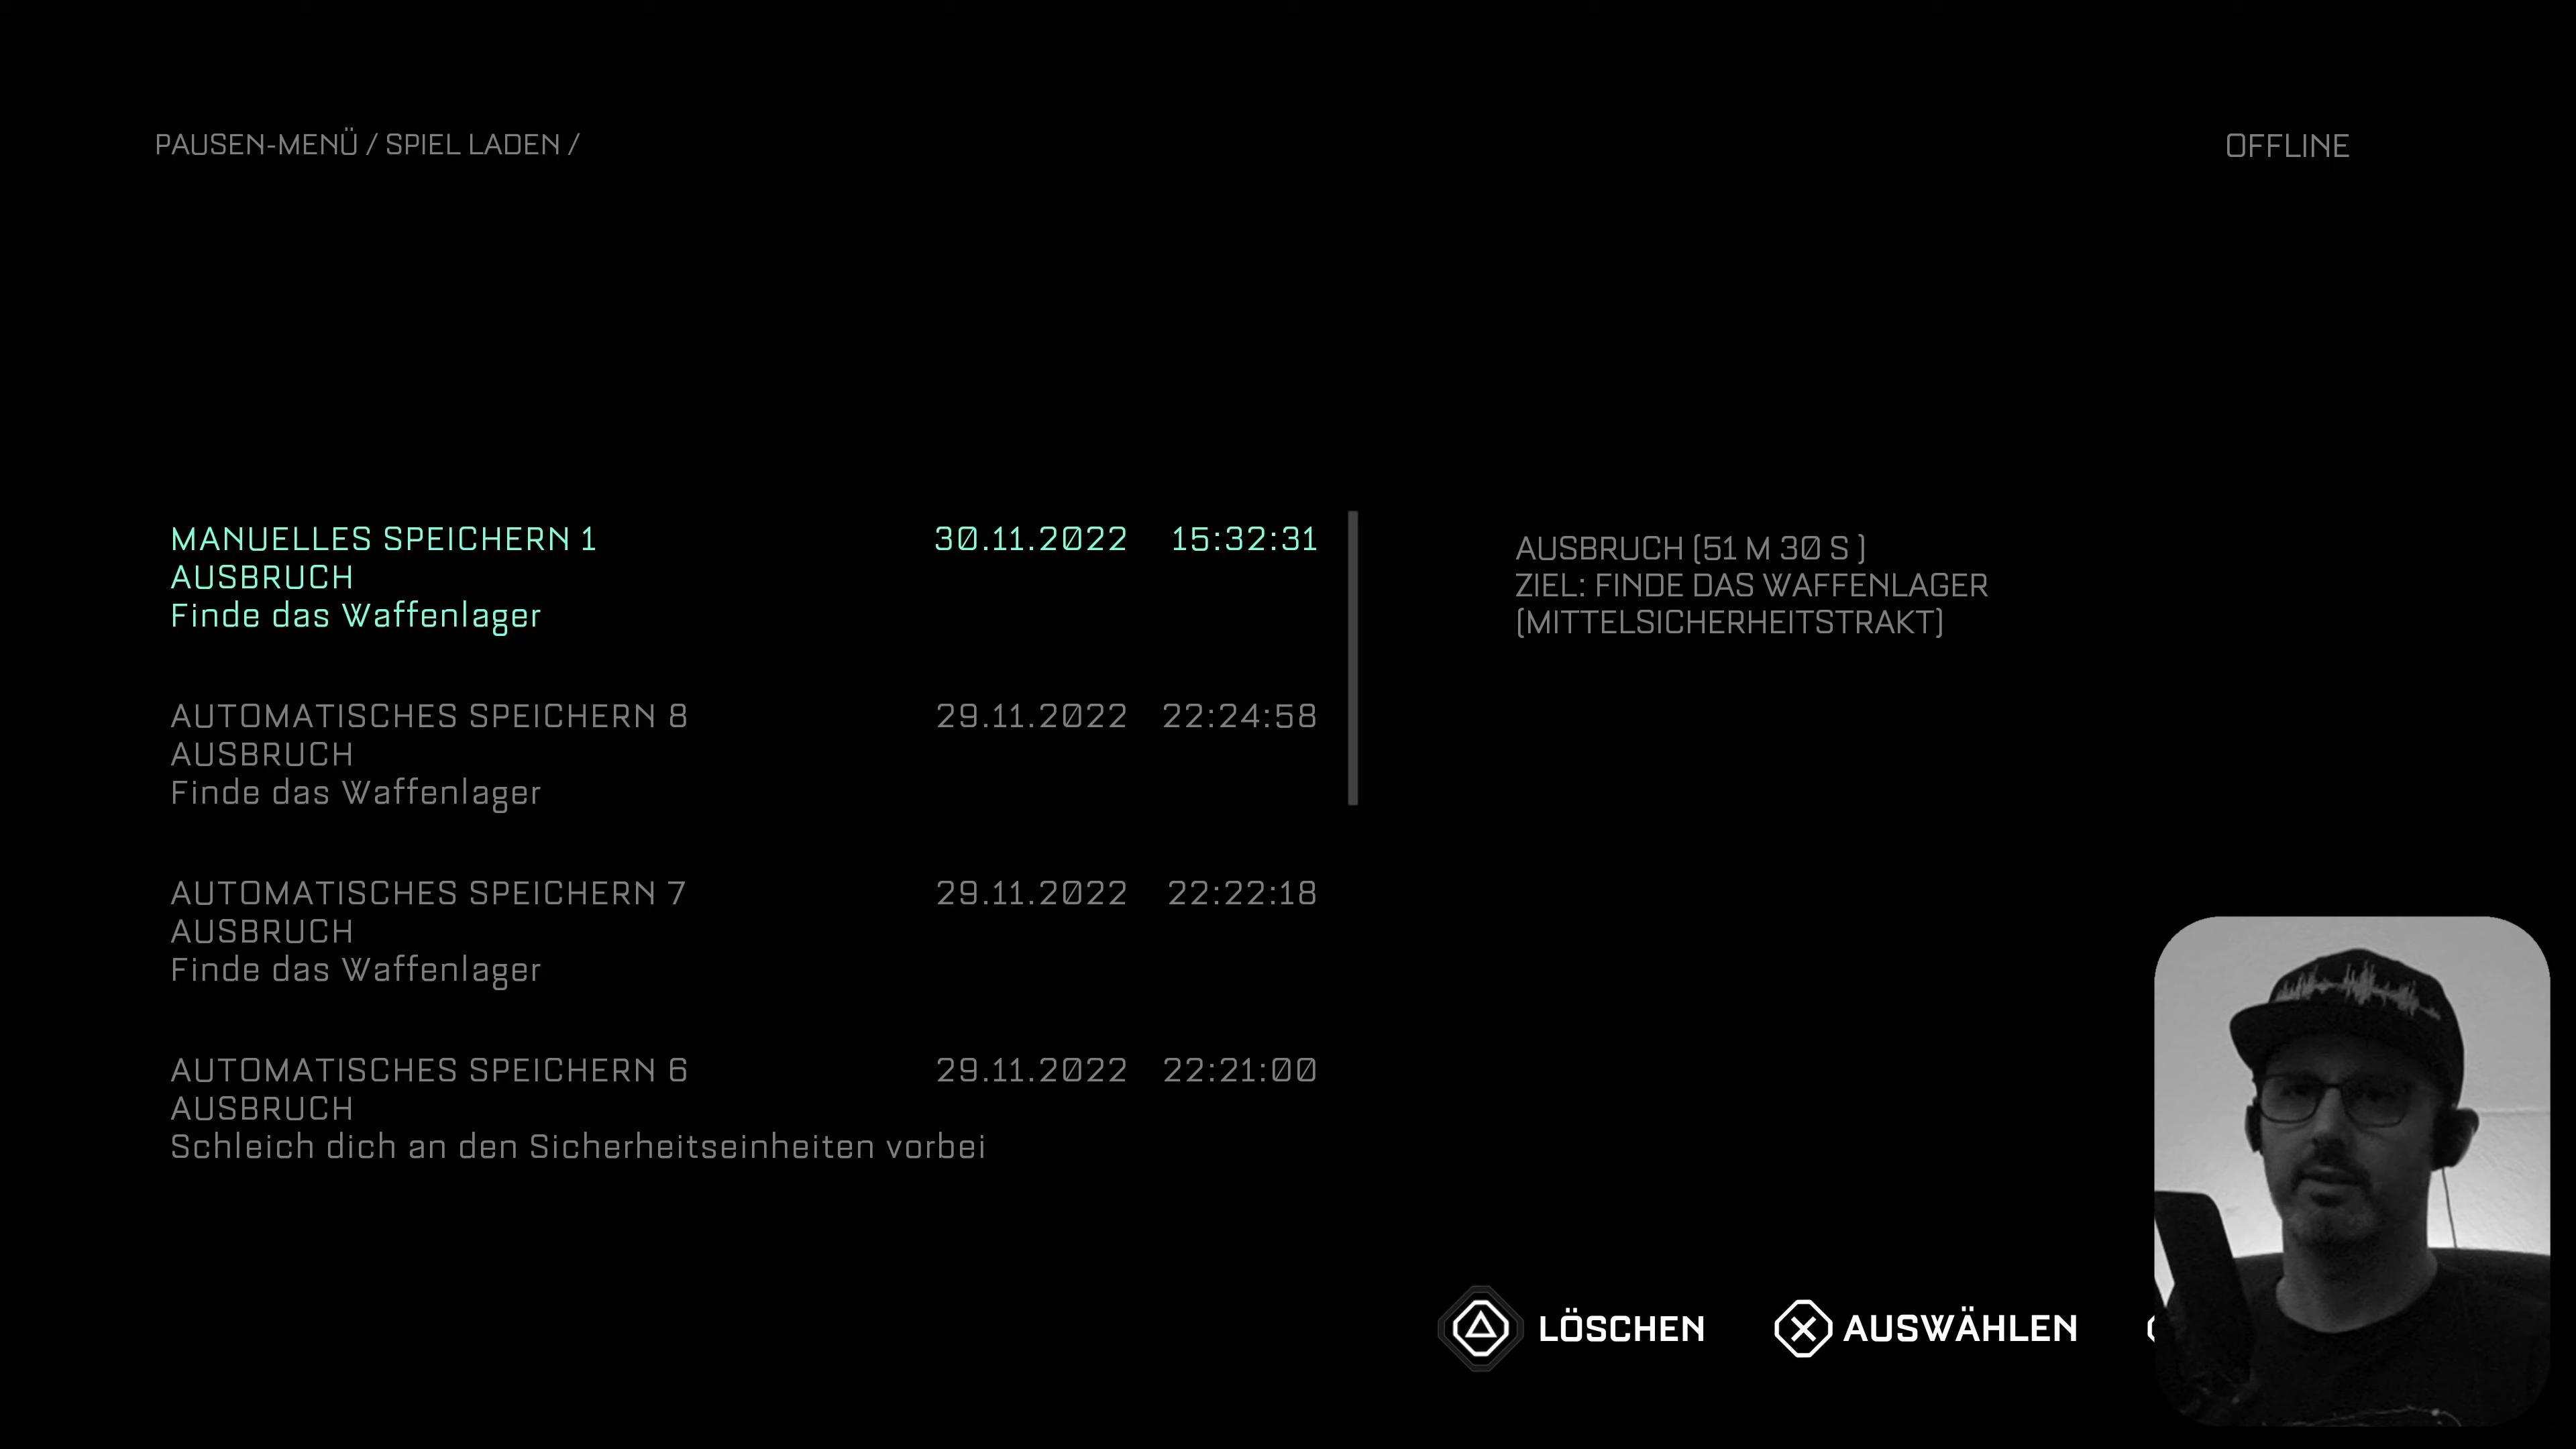 PAUSEN-MENÜ / SPIEL LADEN /
OFFLINE
MANUELLES SPEICHERN 1 30.11.2022 15:32:31
AUSBRUCH
Finde das Waffenlager
AUTOMATISCHES SPEICHERN 8 29.11.2022 22:24:58
AUSBRUCH
Finde das Waffenlager
AUTOMATISCHES SPEICHERN 7 29.11.2022 22:22:18
AUSBRUCH
Finde das Waffenlager
AUTOMATISCHES SPEICHERN 6 29.11.2022 22:21:00
AUSBRUCH
Schleich dich an den Sicherheitseinheiten vorbei
AUSBRUCH (51 M 30 S )
ZIEL: FINDE DAS WAFFENLAGER
(MITTELSICHERHEITSTRAKT)
LÖSCHEN AUSWÄHLEN